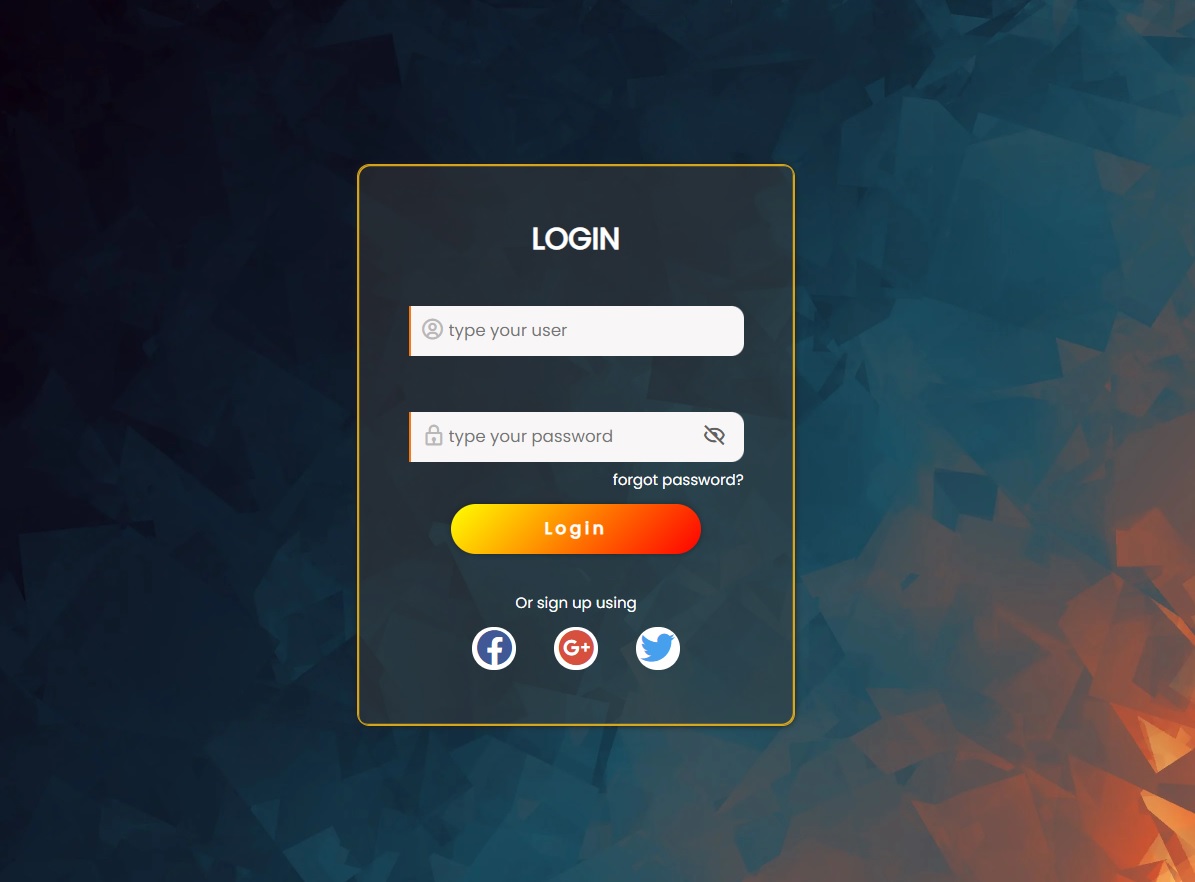 LOGIN
type your user
type your password
forgot password?
Login
Or sign up using
G+